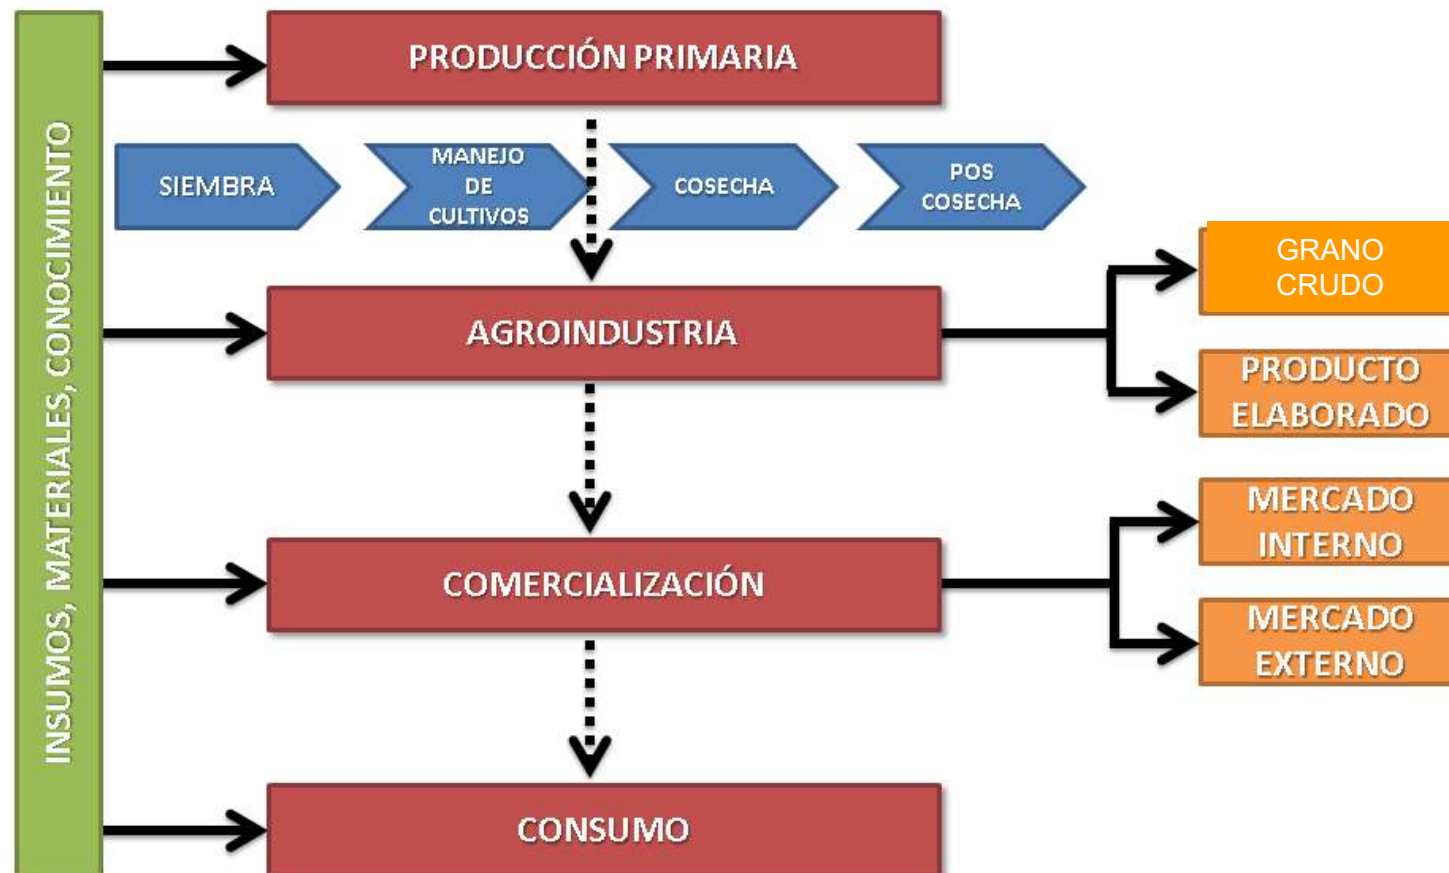 INSUMOS, MATERIALES, CONOCIMIENTO
PRODUCCIÓN PRIMARIA
SIEMBRA
MANEJO
DE
CULTIVOS
COSECHA
POS
COSECHA
GRANO
CRUDO
AGROINDUSTRIA
PRODUCTO
ELABORADO
MERCADO
INTERNO
COMERCIALIZACIÓN
MERCADO
EXTERNO
CONSUMO